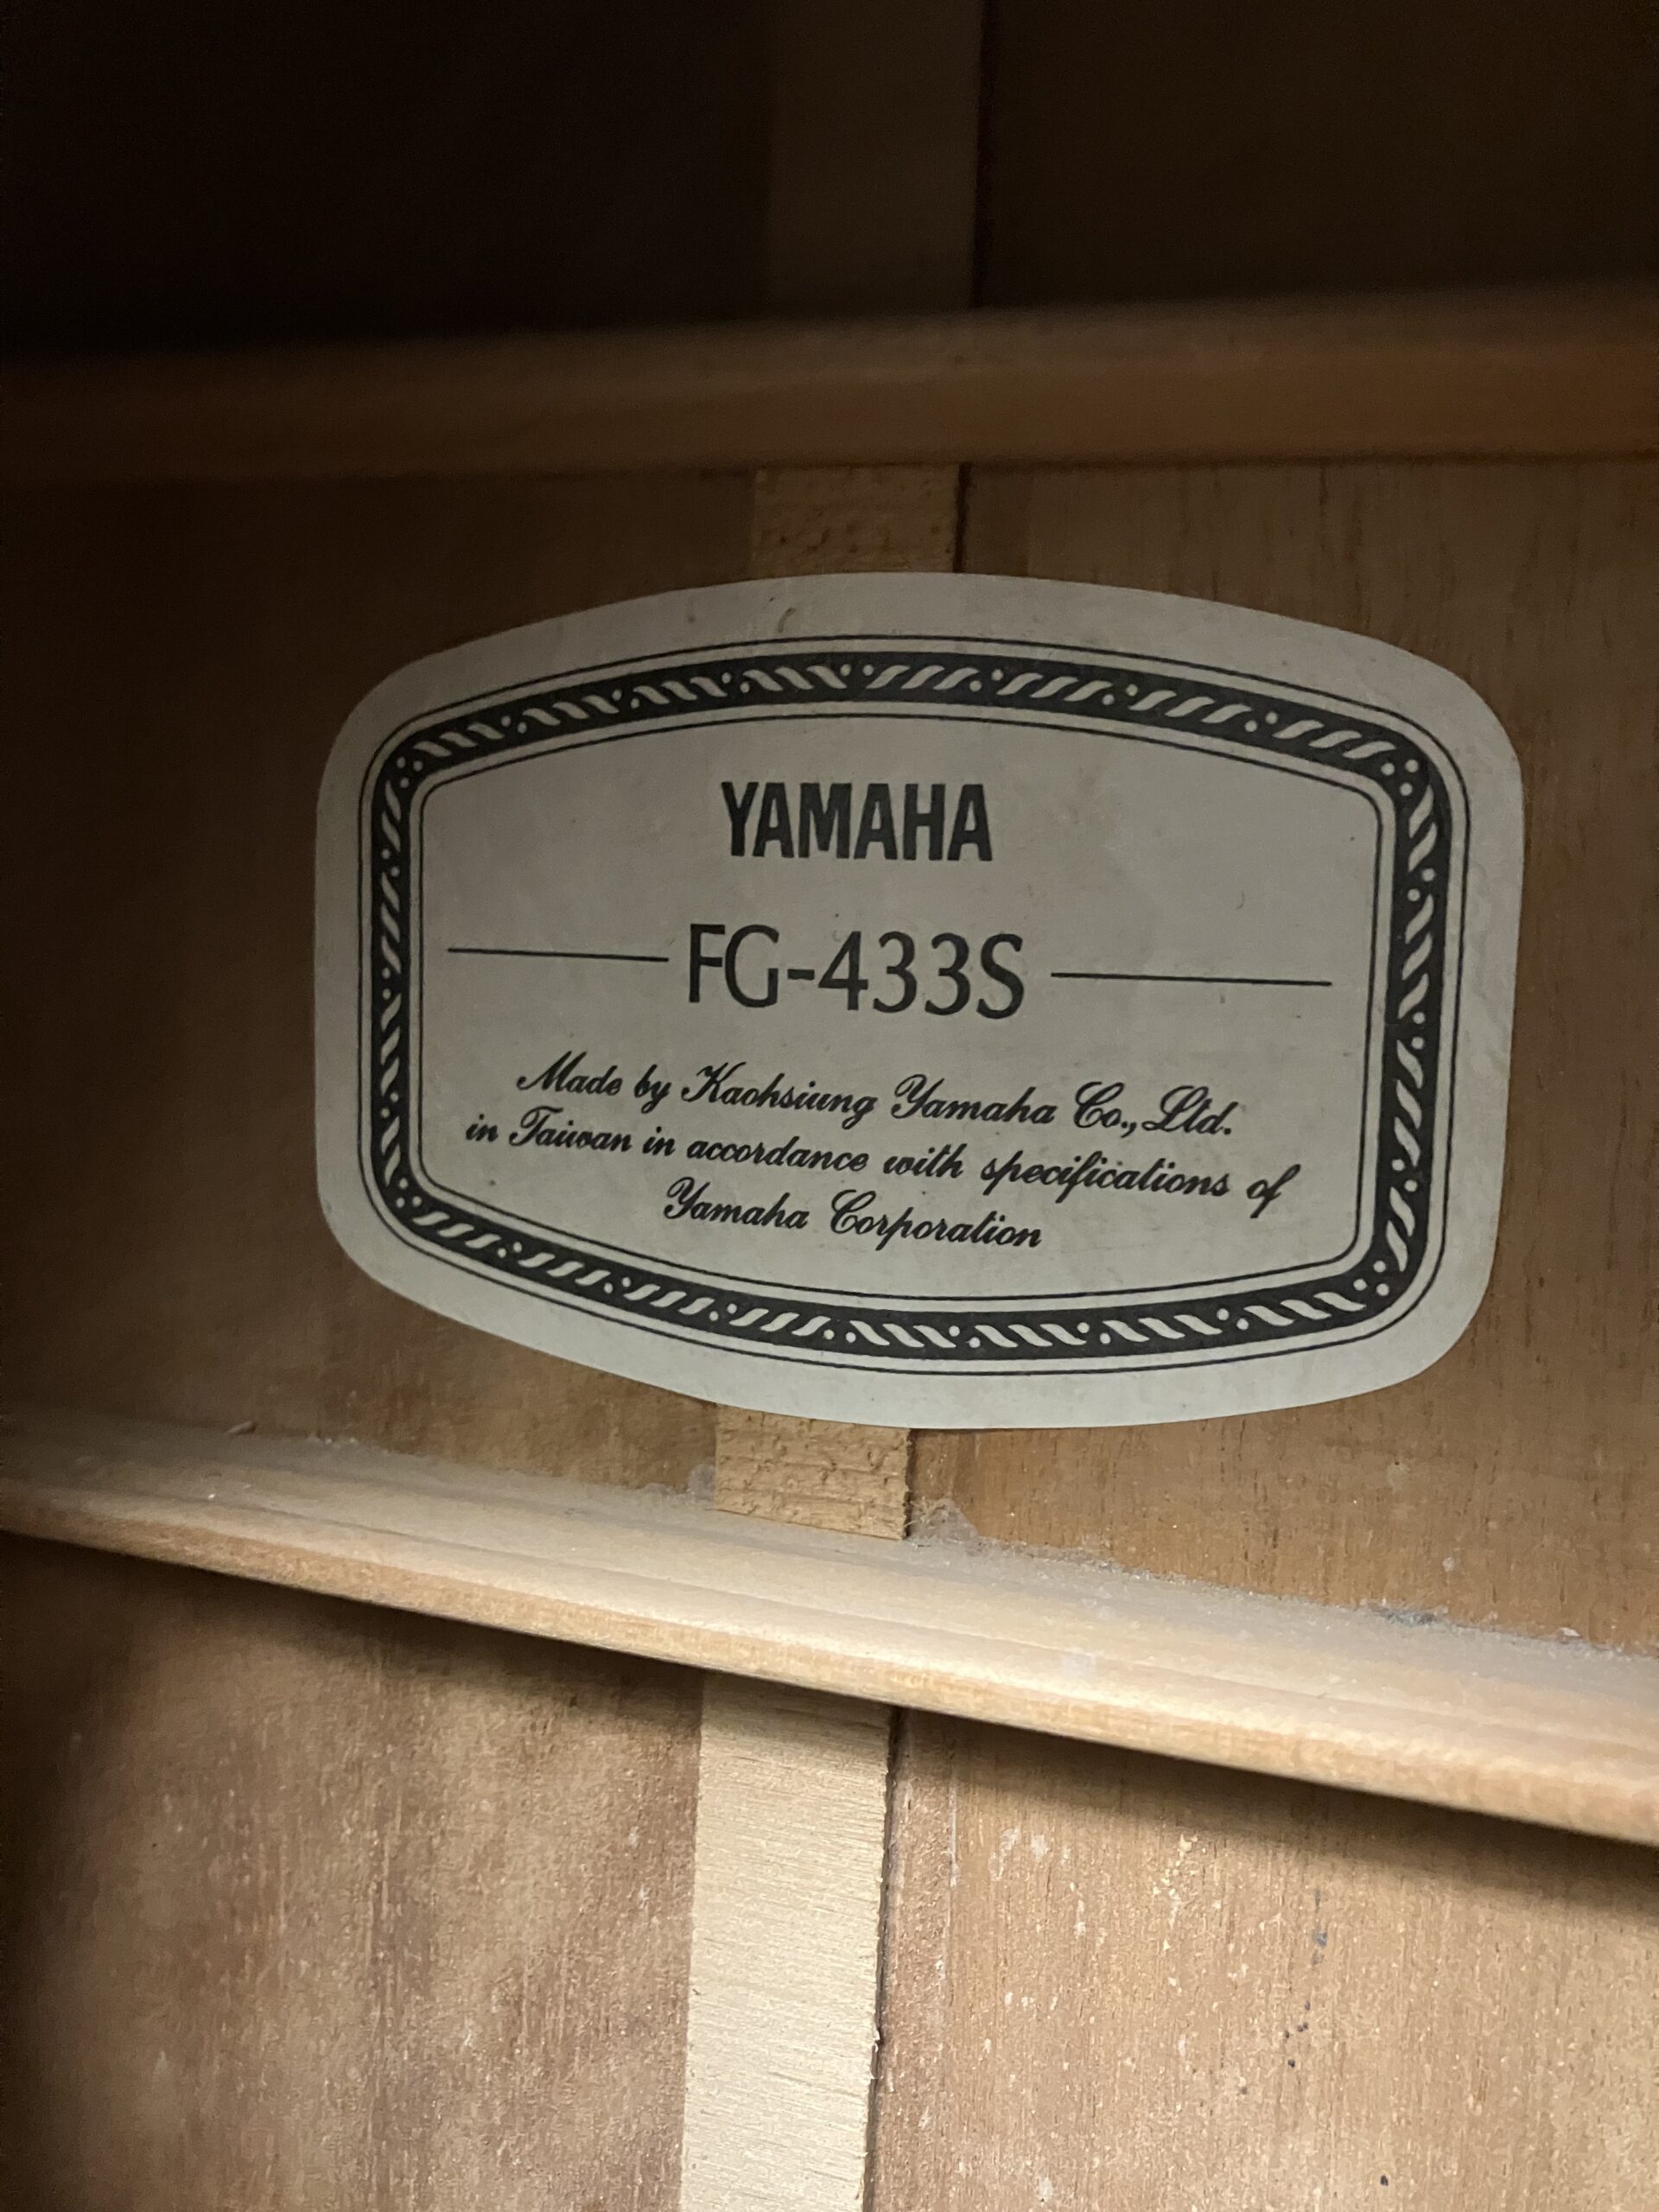 YAMAHA
FG-433S
Made by Kaohsiung Yamaha Co., Ltd.
in Taiwan in accordance with specifications of
Yamaha Corporation